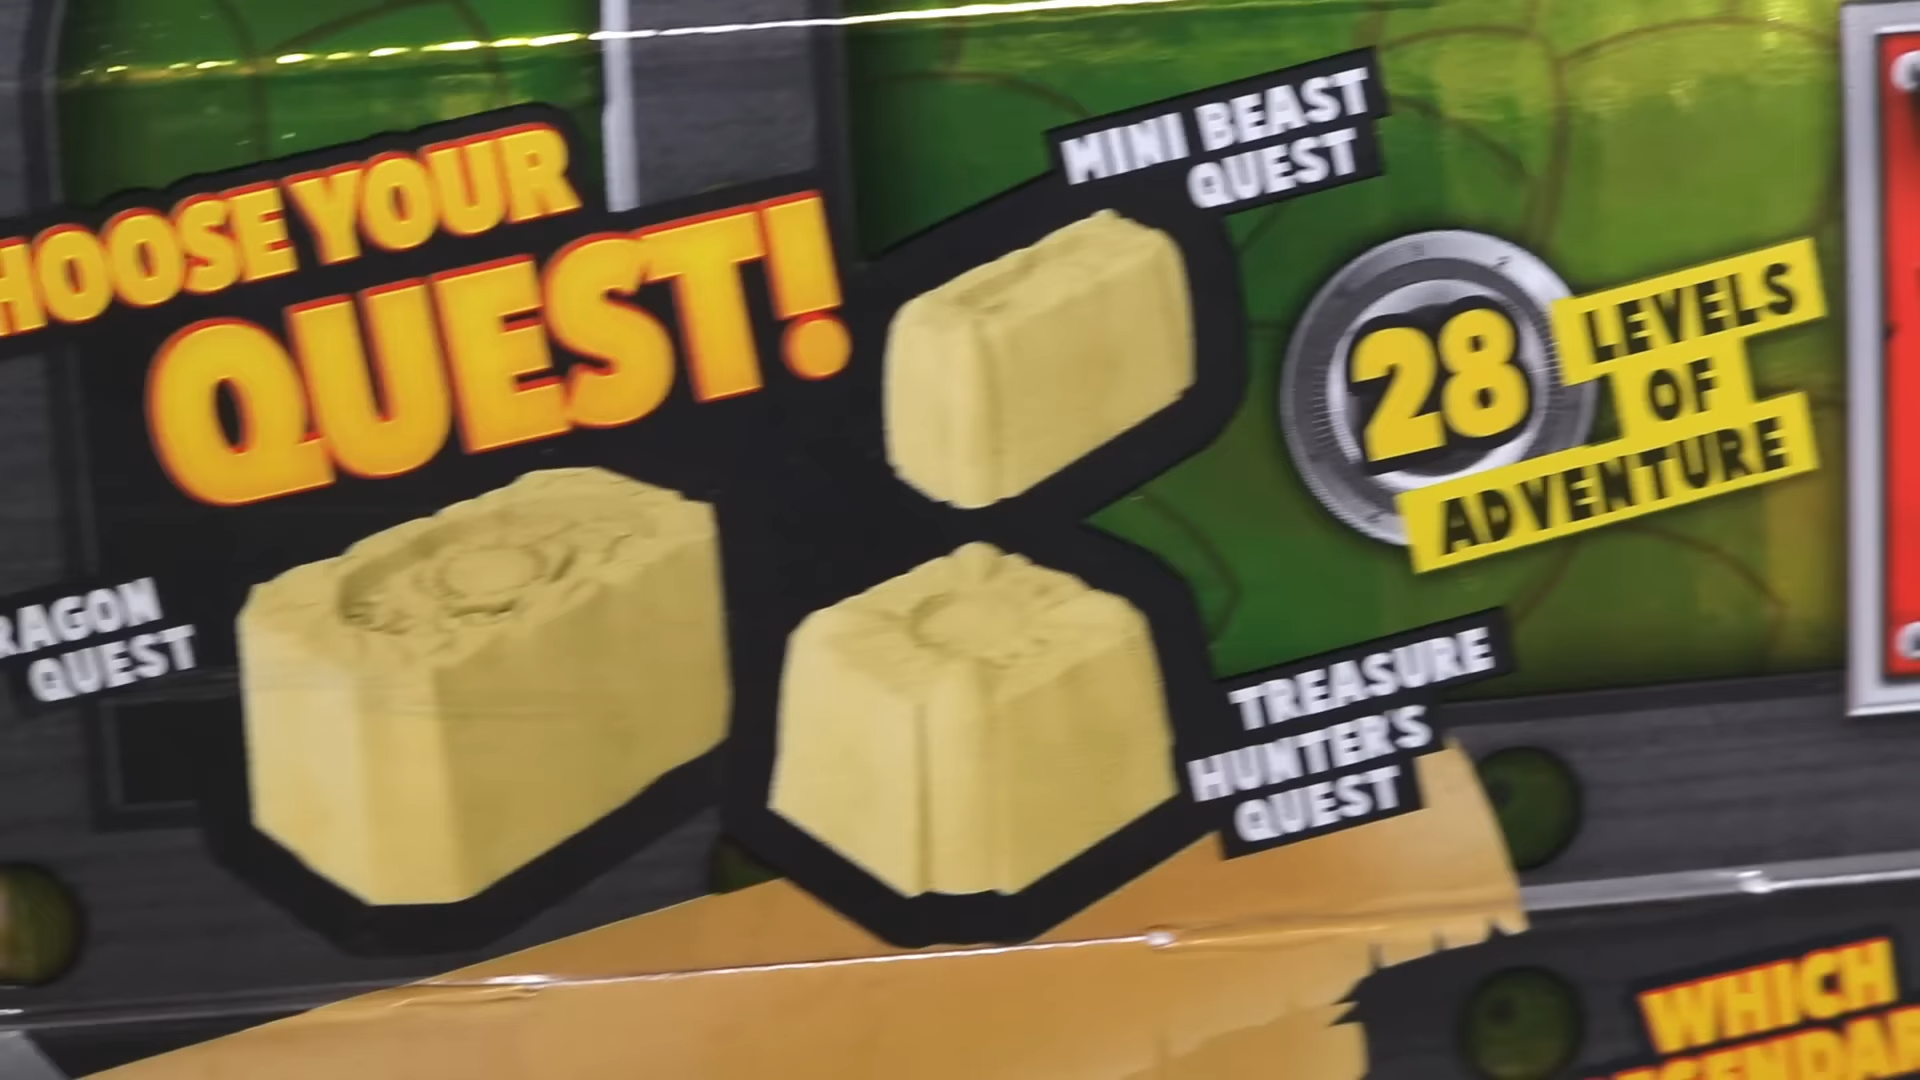 HOOSE YOUR
QUEST!
MINI BEAST
QUEST
28
LEVELS
OF
ADVENTURE
RAGON
QUEST
TREASURE
HUNTER'S
QUEST
WHICH